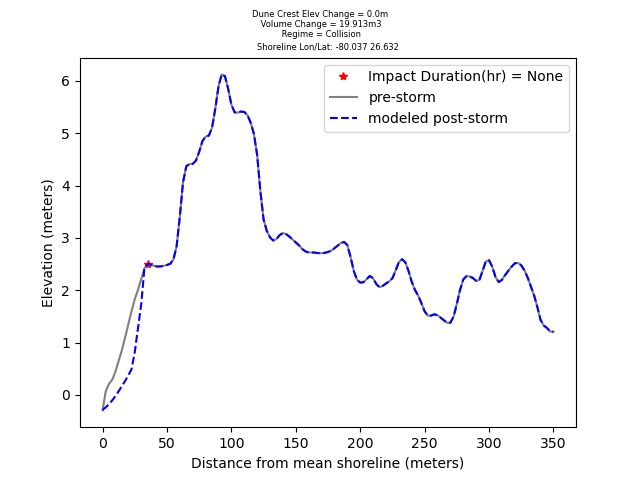 Dune Crest Elev Change = 0.0m
Volume Change = 19.913m3
Regime = Collision
Shoreline Lon/Lat: -80.037 26.632
Impact Duration(hr) = None
pre-storm
modeled post-storm
Elevation (meters)
6
5
4
3
2
1
0
0 50 100 150 200 250 300 350
Distance from mean shoreline (meters)